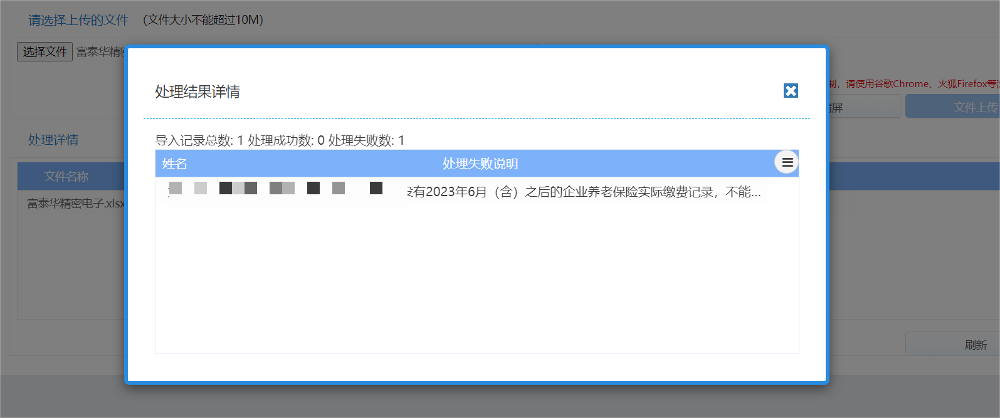 请选择上传的文件 （文件大小不能超过10M）
选择文件 富泰华精
制，请使用谷歌Chrome、火狐Firefox等
屏
文件上传
处理详情
文件名称
富泰华精密电子.xlsx
刷新
处理结果详情
导入记录总数: 1 处理成功数: 0 处理失败数: 1
姓名 处理失败说明
有2023年6月（含）之后的企业养老保险实际缴费记录，不能...